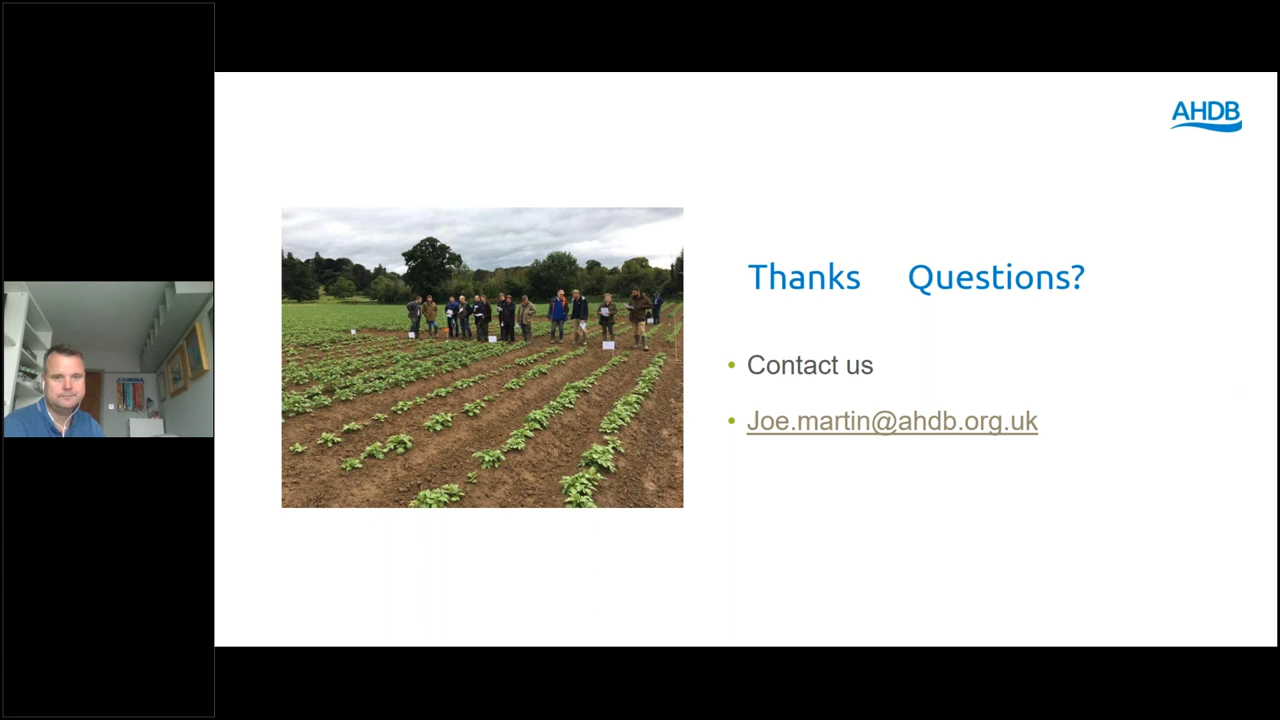 AHDB
Thanks Questions?
• Contact us
• Joe.martin@ahdb.org.uk